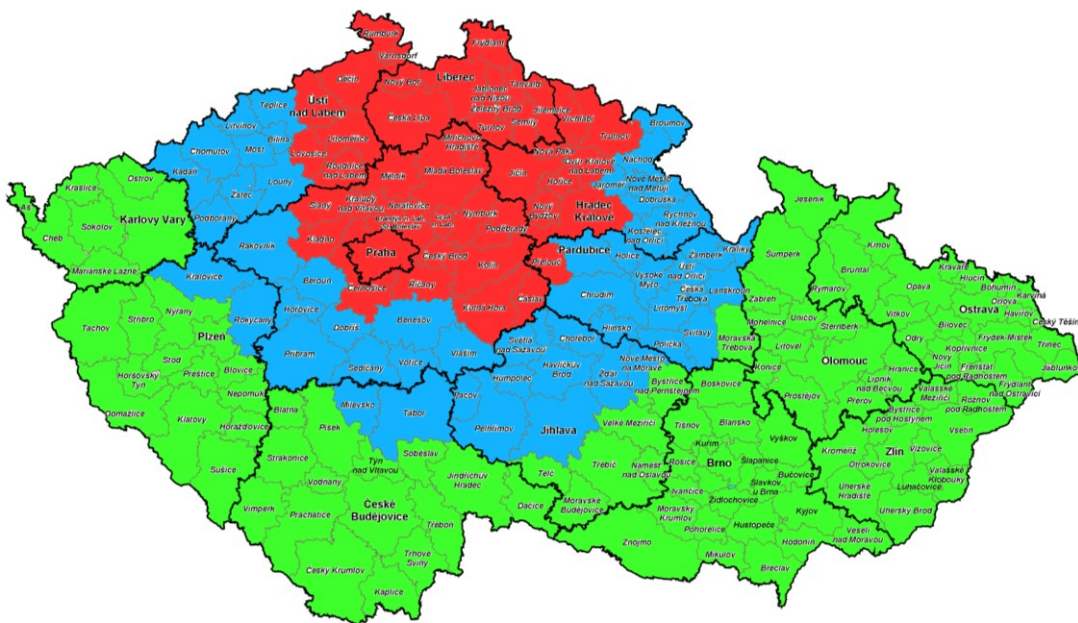 Rumburk
Varnsdorf
Děčín
Frýdlant
Nový Bor
Liberec
Jablonec
nad Nisou
Tanvald
Železný Brod
Jilemnice
Vrchlabí
Semily
Turnov
Trutnov
Česká Lípa
Ústí
nad Labem
Teplice
Litvínov
Bílina
Most
Chomutov
Kadaň
Žatec
Louny
Podbořany
Litoměřice
Lovosice
Roudnice
nad Labem
Mělník
Mnichovo
Hradiště
Mladá Boleslav
Nová Paka
Dvůr Králové
nad Labem
Jičín
Hořice
Broumov
Náchod
Jaroměř
Nové Město
nad Metují
Dobruška
Rychnov
nad Kněžnou
Kostelec
nad Orlicí
Hradec
Králové
Nový
Bydžov
Kraslice
Ostrov
Aš
Karlovy Vary
Sokolov
Cheb
Mariánské Lázně
Slaný
Kralupy
nad Vltavou
Neratovice
Nymburk
Poděbrady
Kladno
Praha
Český Brod
Kolín
Říčany
Černošice
Kutná Hora
Čáslav
Rakovník
Beroun
Hořovice
Dobříš
Benešov
Příbram
Sedlčany
Votice
Vlašim
Kralovice
Rokycany
Nýřany
Stříbro
Tachov
Plzeň
Stod
Blovice
Přeštice
Horšovský
Týn
Nepomuk
Domažlice
Klatovy
Horažďovice
Sušice
Pardubice
Přelouč
Holice
Chrudim
Vysoké
Mýto
Ústí
nad Orlicí
Žamberk
Králíky
Česká
Třebová
Lanškroun
Litomyšl
Hlinsko
Polička
Svitavy
Moravská
Třebová
Světlá
nad Sázavou
Chotěboř
Havlíčkův
Brod
Humpolec
Pacov
Pelhřimov
Nové Město
na Moravě
Žďár
nad Sázavou
Bystřice
nad Pernštejnem
Jihlava
Velké Meziříčí
Telč
Třebíč
Náměšť
nad Oslavou
Moravské
Budějovice
Blatná
Milevsko
Tábor
Písek
Soběslav
Strakonice
Týn
nad Vltavou
Vodňany
Jindřichův
Hradec
Dačice
Vimperk
Prachatice
České
Budějovice
Třeboň
Trhové
Sviny
Český Krumlov
Kaplice
Jeseník
Šumperk
Zábřeh
Mohelnice
Uničov
Šternberk
Litovel
Olomouc
Konice
Prostějov
Přerov
Lipník
nad Bečvou
Hranice
Krnov
Bruntál
Rýmařov
Opava
Kravaře
Hlučín
Bohumín
Orlová
Karviná
Havířov
Český Těšín
Ostrava
Vítkov
Bílovec
Odry
Frýdek-Místek
Třinec
Kopřivnice
Nový
Jičín
Frenštát
pod Radhoštěm
Jablunkov
Frýdlant
nad Ostravicí
Valašské
Meziříčí
Rožnov
pod Radhoštěm
Bystřice
pod Hostýnem
Holešov
Vsetín
Kroměříž
Zlín
Vizovice
Otrokovice
Valašské
Klobouky
Luhačovice
Uherské
Hradiště
Uherský Brod
Boskovice
Blansko
Tišnov
Kuřim
Vyškov
Rosice
Brno
Šlapanice
Bučovice
Slavkov
u Brna
Ivančice
Židlochovice
Moravský
Krumlov
Pohořelice
Hustopeče
Kyjov
Veselí
nad Moravou
Znojmo
Mikulov
Hodonín
Břeclav